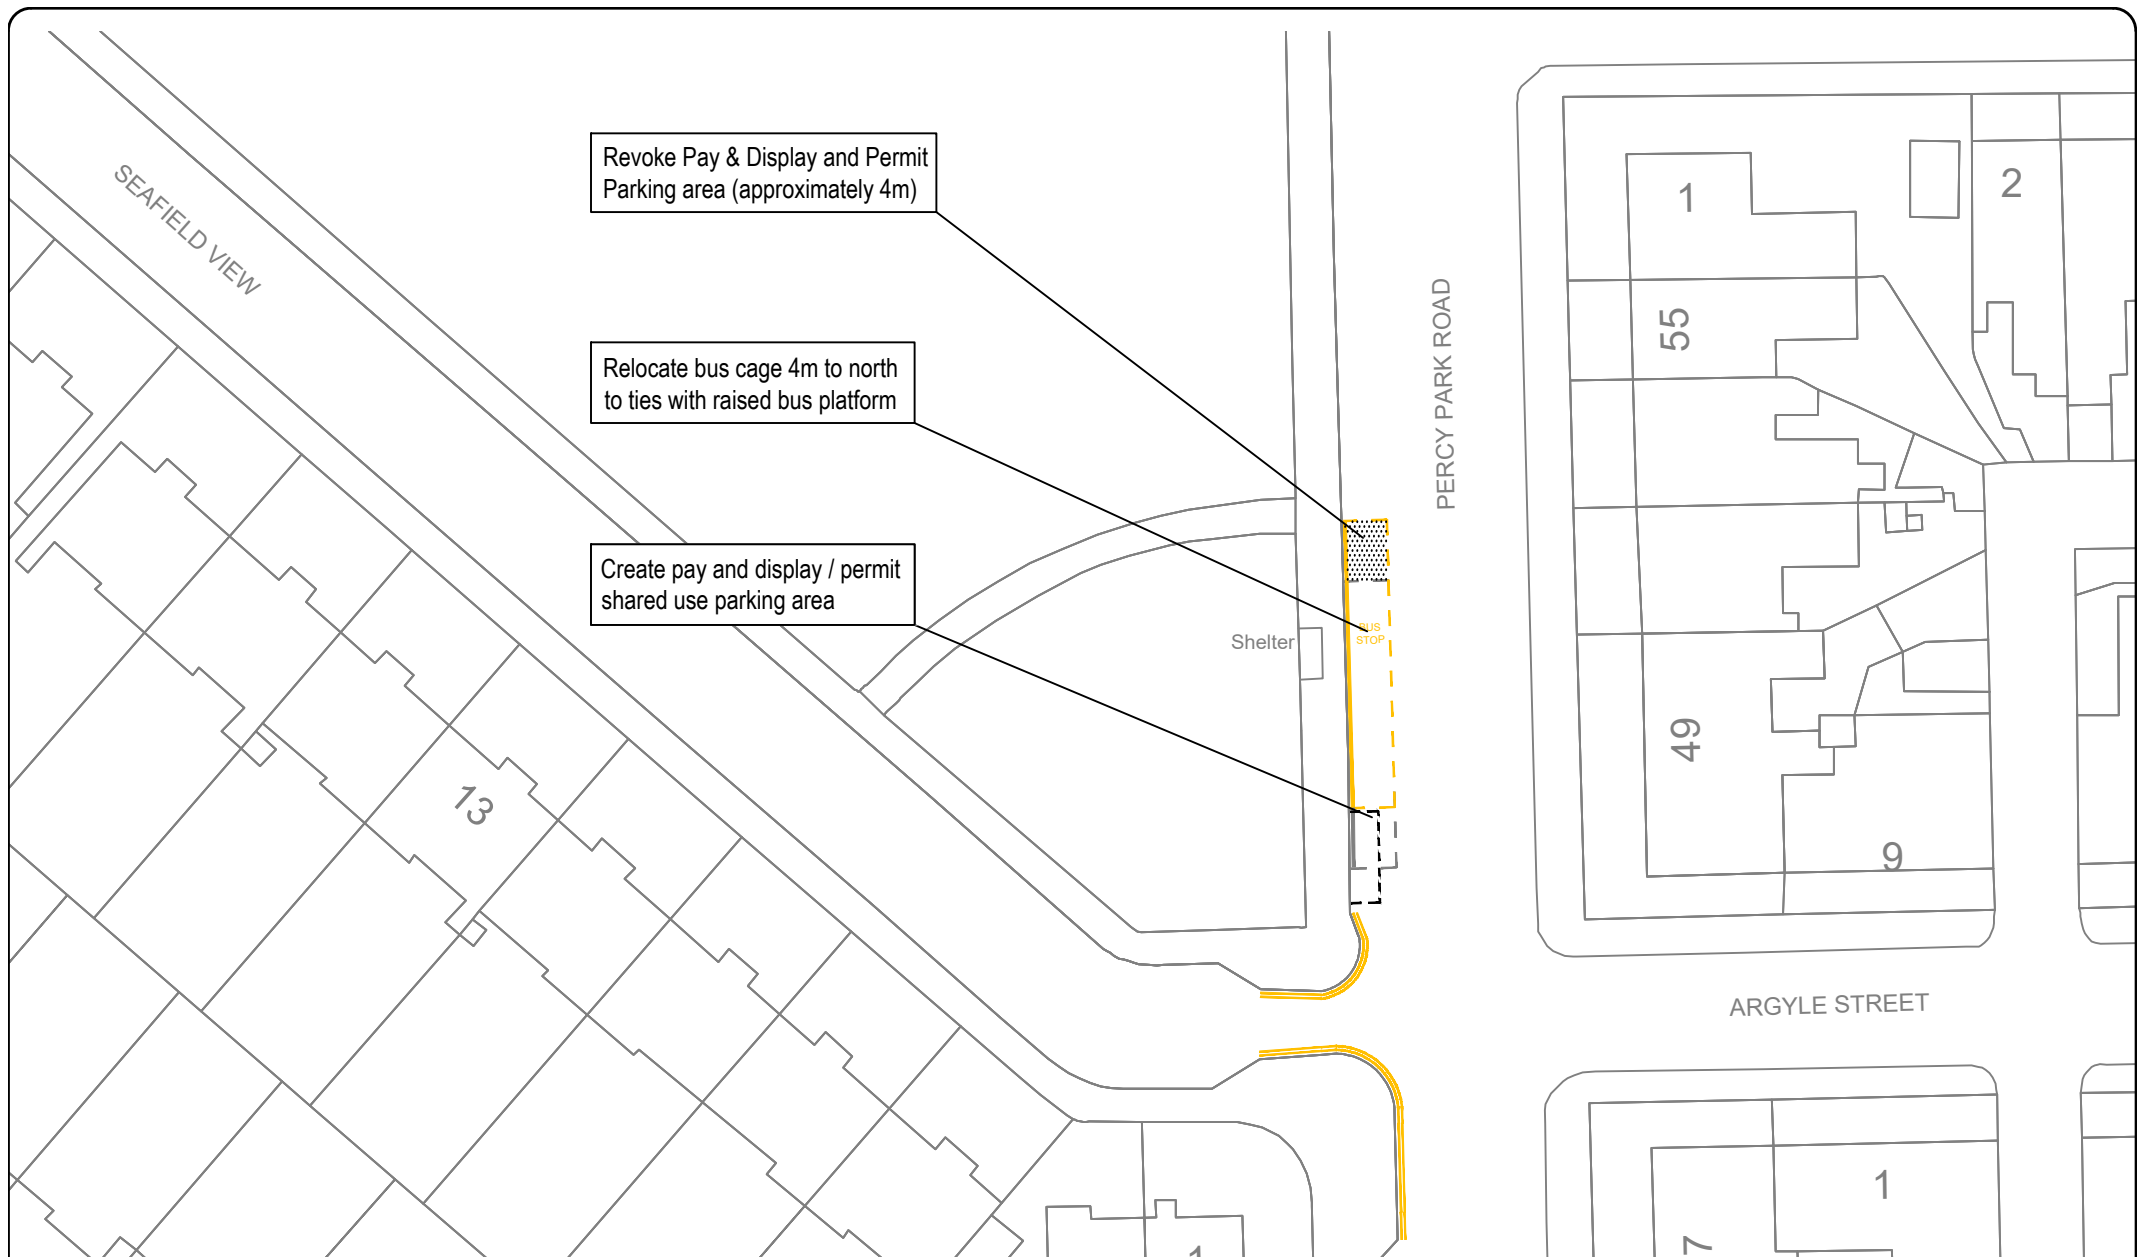 SEAFIELD VIEW
Revoke Pay & Display and Permit
Parking area (approximately 4m)
Relocate bus cage 4m to north
to ties with raised bus platform
Create pay and display / permit
shared use parking area
Shelter
BUS
STOP
PERCY PARK ROAD
1
2
55
49
9
13
ARGYLE STREET
1
1
7